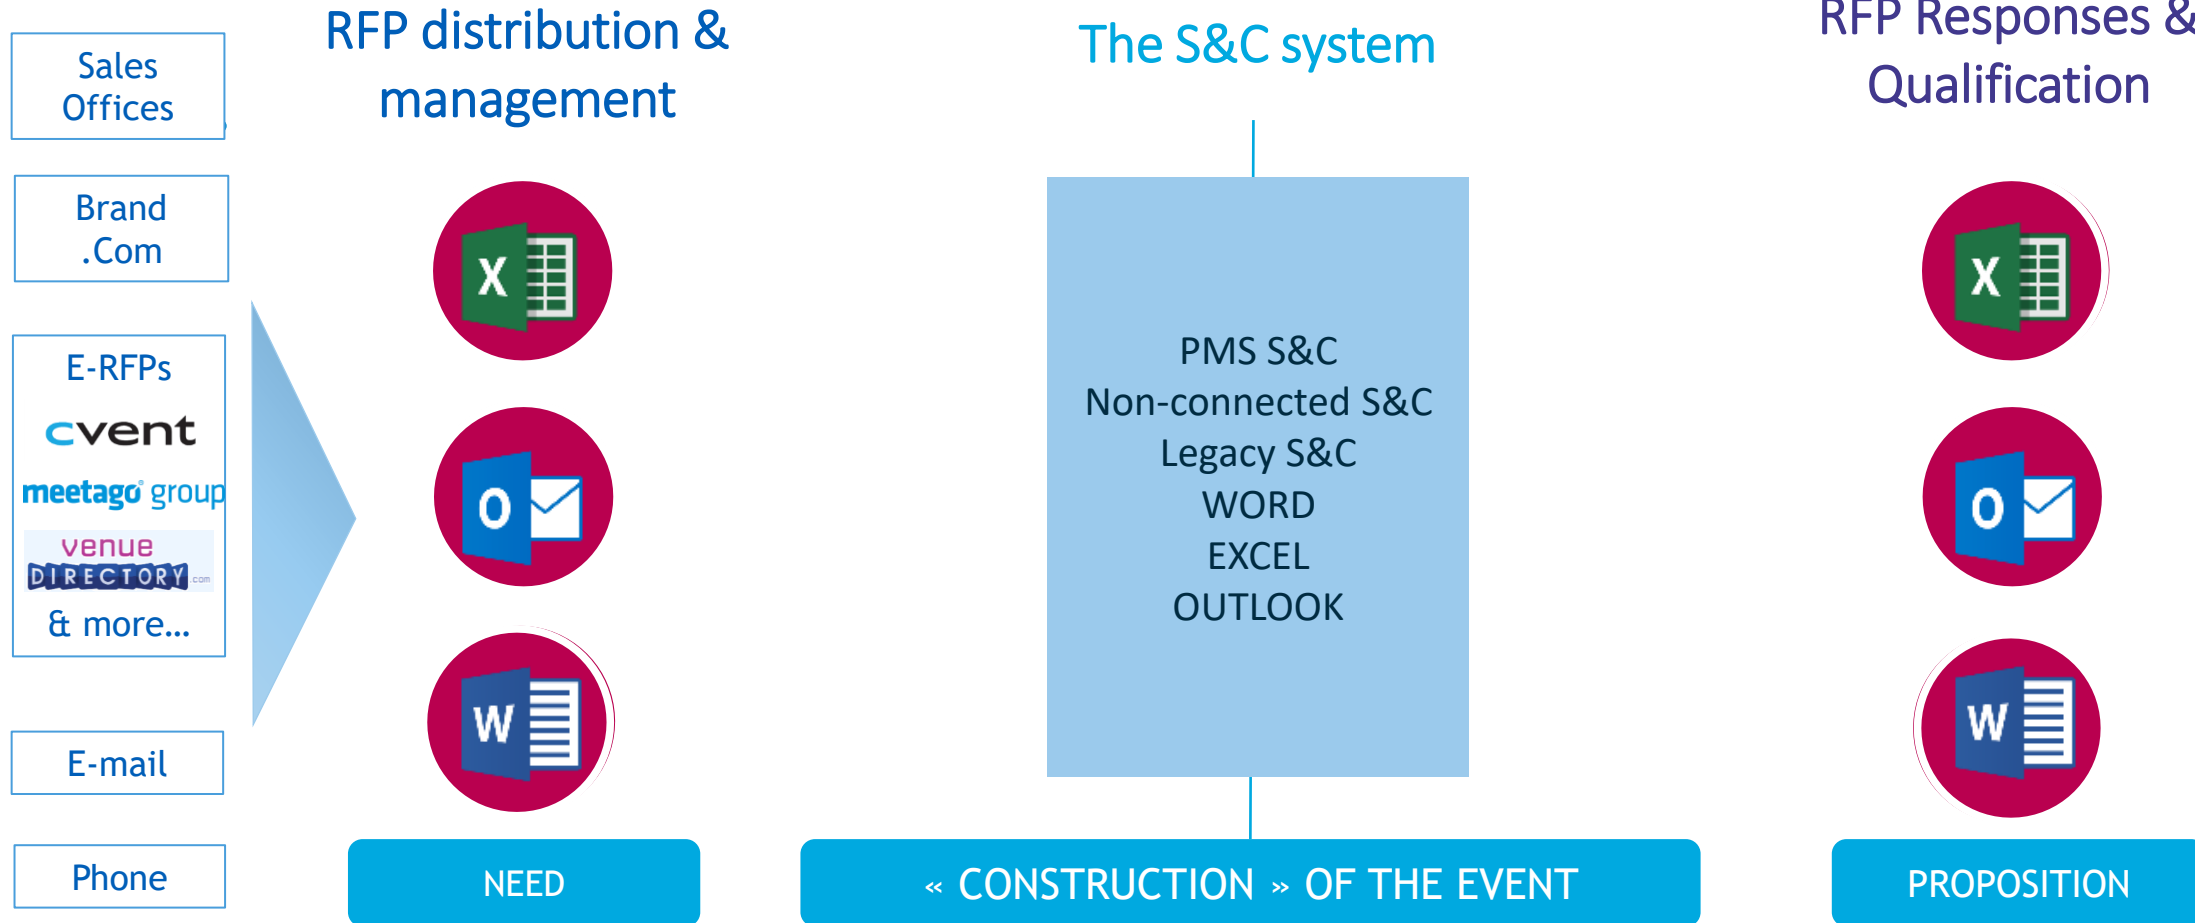 Sales
Offices
Brand
.Com
E-RFPs
cvent
meetago group
venue
DIRECTORY.com
& more...
E-mail
Phone
RFP distribution &
management
X
O
W
NEED
The S&C system
PMS S&C
Non-connected S&C
Legacy S&C
WORD
EXCEL
OUTLOOK
« CONSTRUCTION » OF THE EVENT
RFP Responses &
Qualification
X
O
W
PROPOSITION